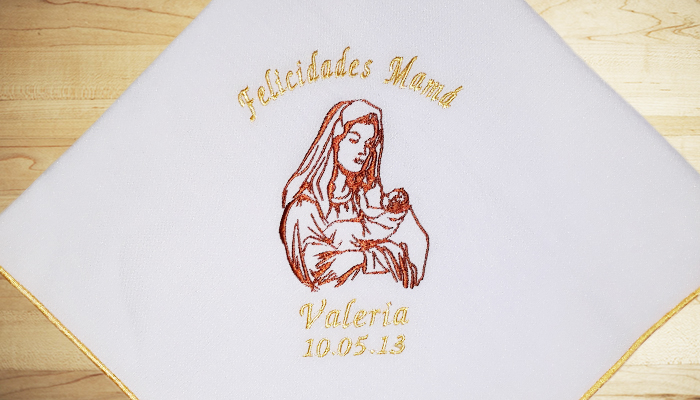 Felicidades Mamá
Valeria
10.05.13